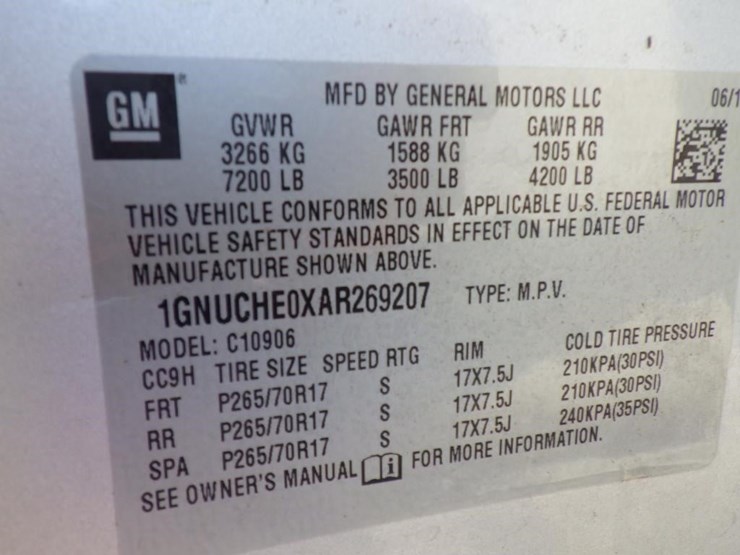 GM ®
MFD BY GENERAL MOTORS LLC 06/1
GVWR GAWR FRT GAWR RR
3266 KG 1588 KG 1905 KG
7200 LB 3500 LB 4200 LB
THIS VEHICLE CONFORMS TO ALL APPLICABLE U.S. FEDERAL MOTOR
VEHICLE SAFETY STANDARDS IN EFFECT ON THE DATE OF
MANUFACTURE SHOWN ABOVE.
1GNUCHE0XAR269207 TYPE: M.P.V.
MODEL: C10906
CC9H TIRE SIZE SPEED RTG RIM COLD TIRE PRESSURE
FRT P265/70R17 S 17X7.5J 210KPA(30PSI)
RR P265/70R17 S 17X7.5J 210KPA(30PSI)
SPA P265/70R17 S 17X7.5J 240KPA(35PSI)
SEE OWNER'S MANUAL i FOR MORE INFORMATION.